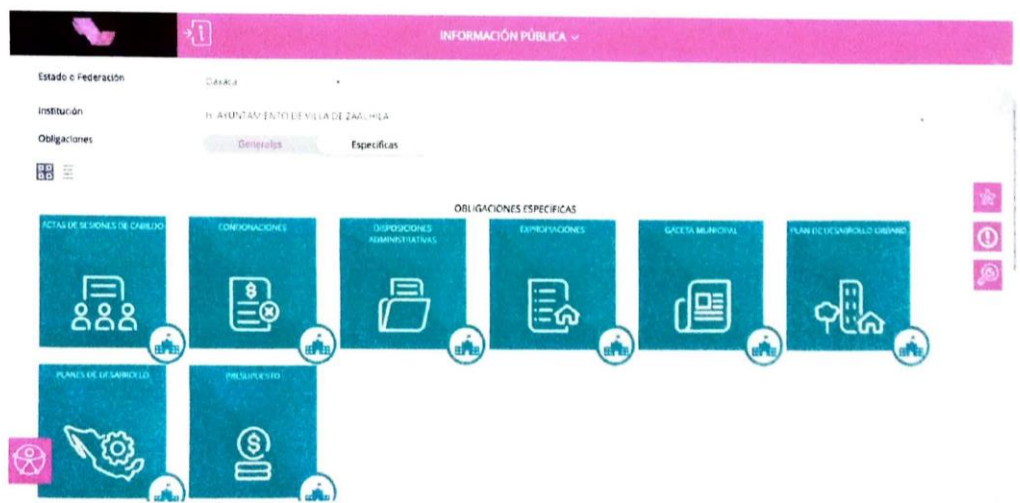 INFORMACIÓN PÚBLICA
Estado o Federación
Oaxaca
Institución
H. AYUNTAMIENTO DE VILLA DE ZAACHILA
Obligaciones
Generales
Específicas
OBLIGACIONES ESPECÍFICAS
ACTAS DE SESIONES DE CABILDO
CONDONACIONES
DISPOSICIONES
ADMINISTRATIVAS
EXPROPIACIONES
GACETA MUNICIPAL
PLAN DE DESARROLLO URBANO
PLANES DE DESARROLLO
PRESUPUESTO